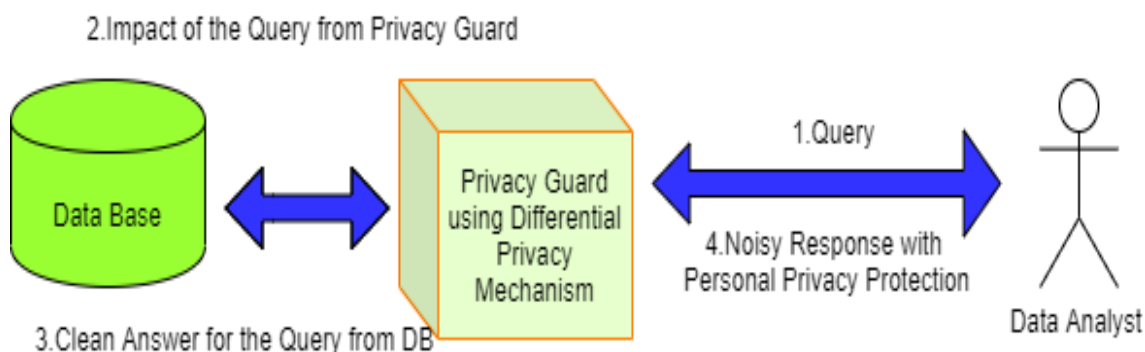 2.Impact of the Query from Privacy Guard
Data Base
Privacy Guard
using Differential
Privacy
Mechanism
1.Query
4.Noisy Response with
Personal Privacy Protection
Data Analyst
3.Clean Answer for the Query from DB